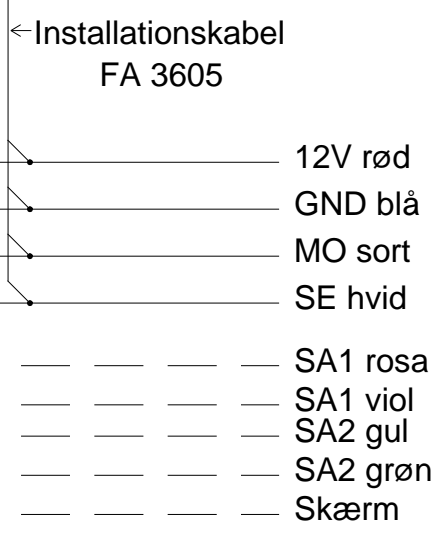 Installationskabel
FA 3605
12V rød
GND blå
MO sort
SE hvid
SA1 rosa
SA1 viol
SA2 gul
SA2 grøn
Skærm